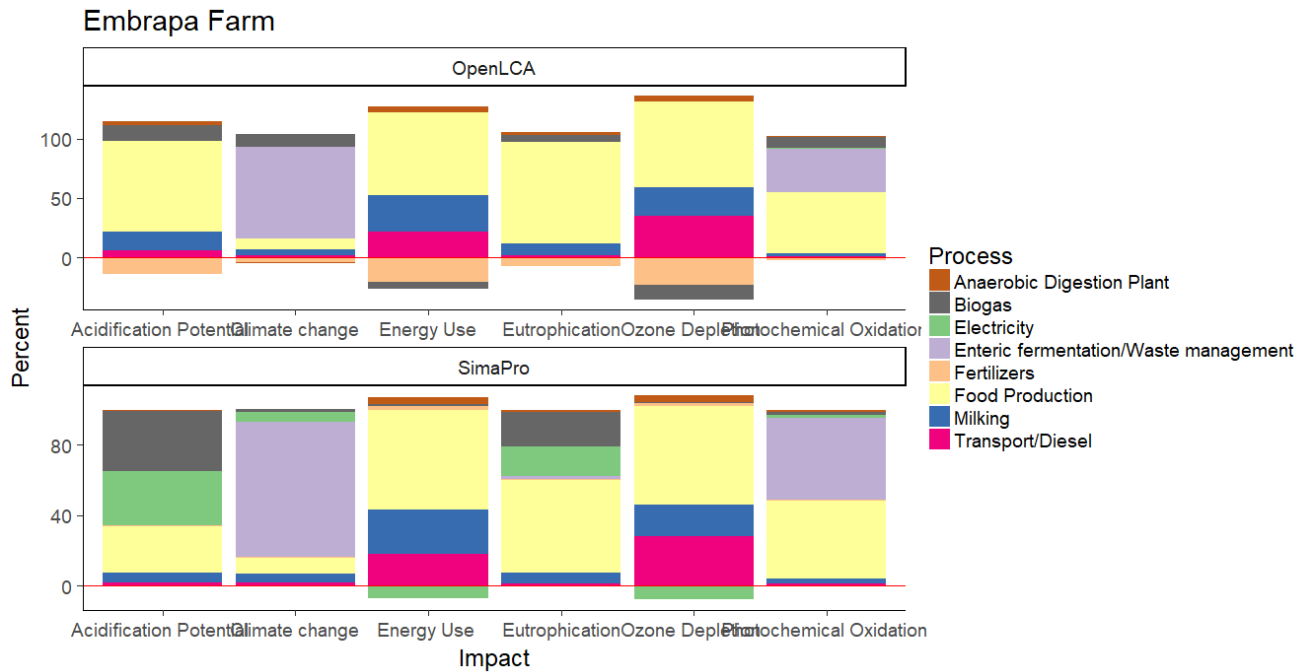 Embrapa Farm
OpenLCA
100
50
0
Acidification Potential Climate change Energy Use Eutrophication Ozone Depletion Photochemical Oxidation
SimaPro
80
40
0
Acidification Potential Climate change Energy Use Eutrophication Ozone Depletion Photochemical Oxidation
Impact
Percent
Process
Anaerobic Digestion Plant
Biogas
Electricity
Enteric fermentation/Waste management
Fertilizers
Food Production
Milking
Transport/Diesel